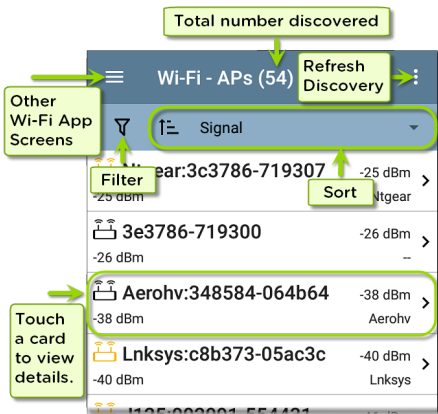 Total number discovered
Wi-Fi - APs (54)
Refresh
Discovery
Other
Wi-Fi App
Screens
Signal
Filter
Sort
gear:3c3786-719307
-25 dBm
-25 dBm
Ntgear
3e3786-719300
-26 dBm
-26 dBm
--
Aerohv:348584-064b64
-38 dBm
-38 dBm
Aerohv
Touch
a card
to view
details.
Lnksys:c8b373-05ac3c
-40 dBm
-40 dBm
Lnksys